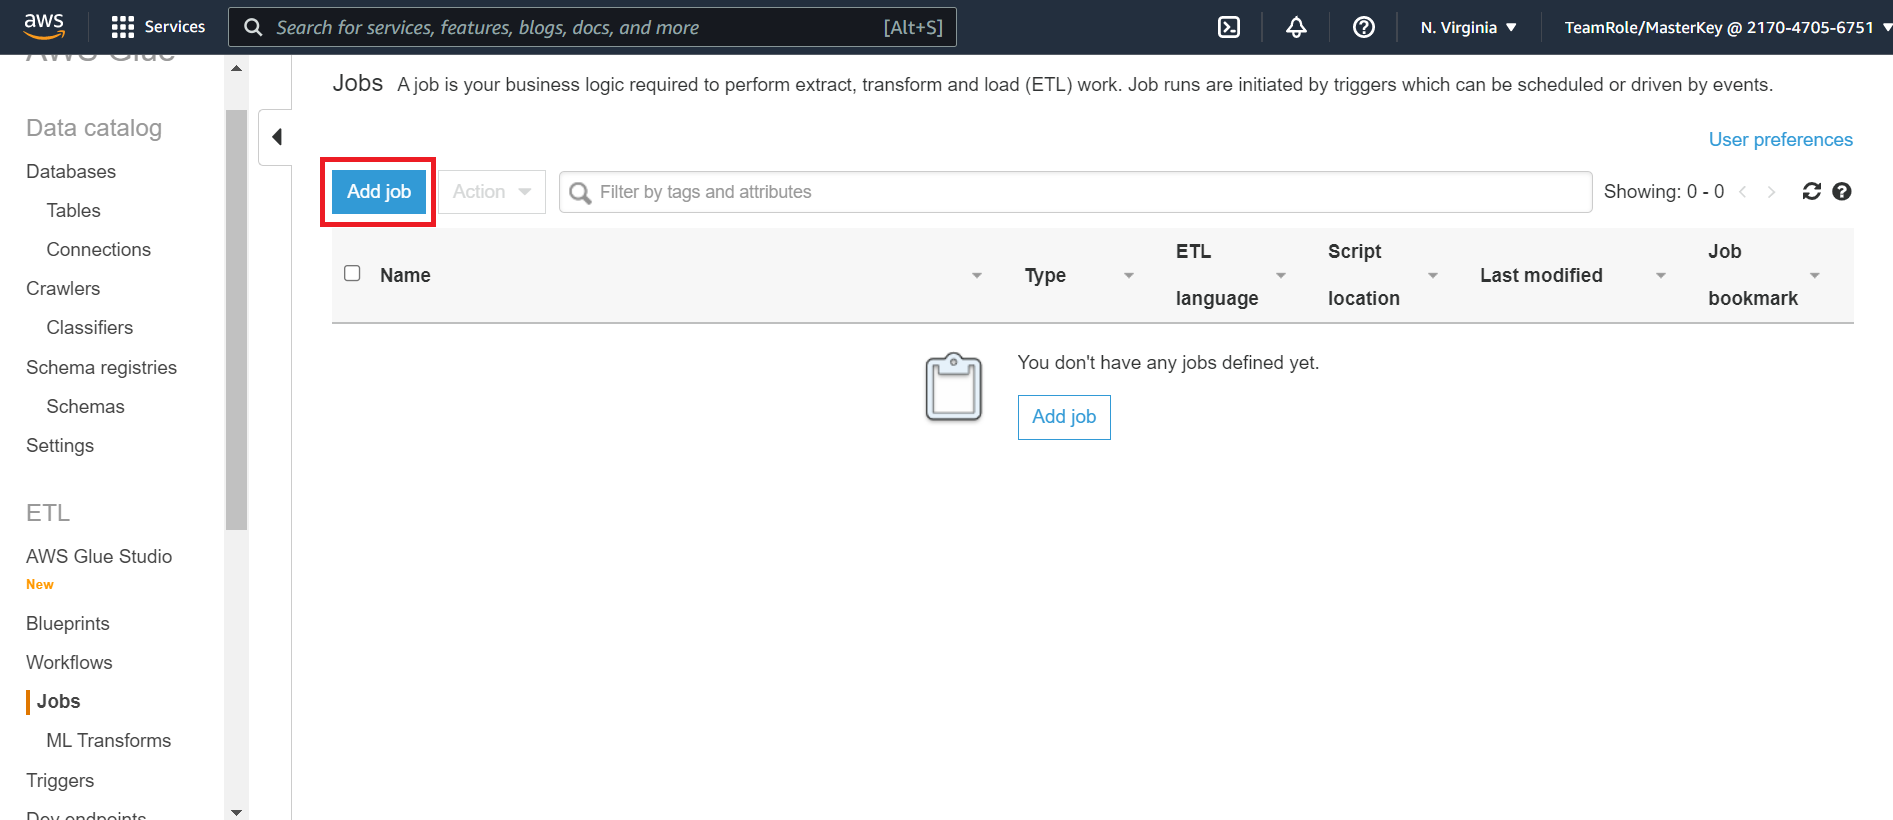 aws
Services
Search for services, features, blogs, docs, and more
[Alt+S]
N. Virginia
TeamRole/MasterKey @ 2170-4705-6751
AWS Glue
Data catalog
Databases
Tables
Connections
Crawlers
Classifiers
Schema registries
Schemas
Settings
ETL
AWS Glue Studio
New
Blueprints
Workflows
Jobs
ML Transforms
Triggers
Dev endpoints
Jobs A job is your business logic required to perform extract, transform and load (ETL) work. Job runs are initiated by triggers which can be scheduled or driven by events.
User preferences
Add job
Action
Filter by tags and attributes
Showing: 0 - 0
Name
Type
ETL
language
Script
location
Last modified
Job
bookmark
You don't have any jobs defined yet.
Add job